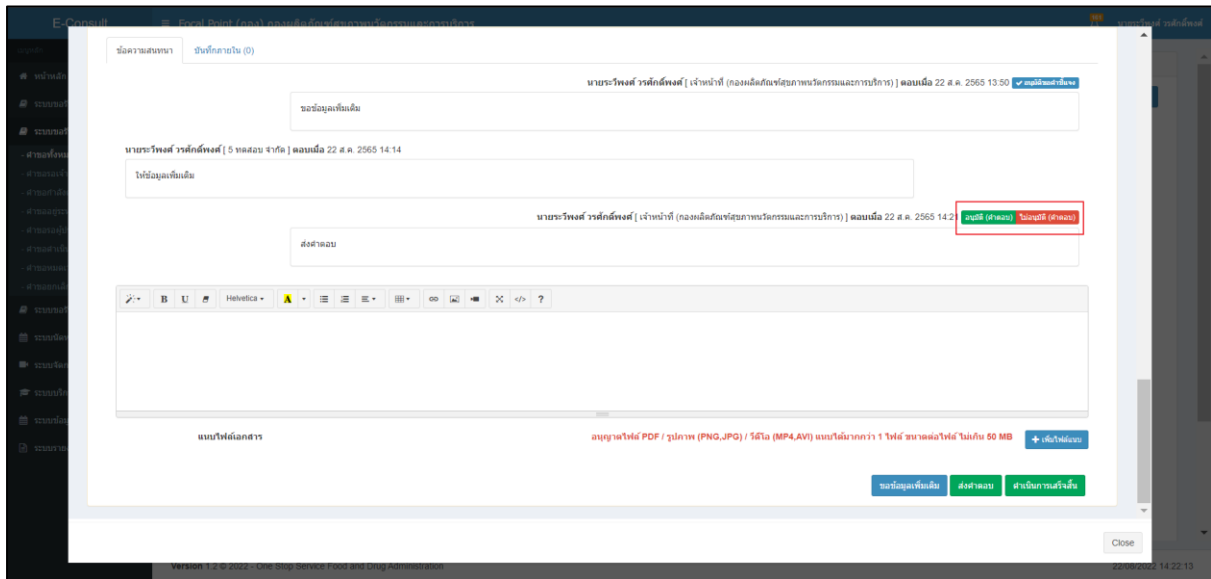 E-Consult
Focal Point (กอง) กองผลิตภัณฑ์สุขภาพนวัตกรรมและการบริการ
นายระวีพงศ์ วรศักดิ์พงศ์
ข้อความสนทนา
บันทึกภายใน (0)
นายระวีพงศ์ วรศักดิ์พงศ์ [ เจ้าหน้าที่ (กองผลิตภัณฑ์สุขภาพนวัตกรรมและการบริการ) ] ตอบเมื่อ 22 ส.ค. 2565 13:50 อนุมัติขอคำชี้แจง
ขอข้อมูลเพิ่มเติม
นายระวีพงศ์ วรศักดิ์พงศ์ [ 5 ทดสอบ จำกัด ] ตอบเมื่อ 22 ส.ค. 2565 14:14
ให้ข้อมูลเพิ่มเติม
นายระวีพงศ์ วรศักดิ์พงศ์ [ เจ้าหน้าที่ (กองผลิตภัณฑ์สุขภาพนวัตกรรมและการบริการ) ] ตอบเมื่อ 22 ส.ค. 2565 14:21 อนุมัติ (คำตอบ) ไม่อนุมัติ (คำตอบ)
ส่งคำตอบ
B U Helvetica A ?
แนบไฟล์เอกสาร
อนุญาตไฟล์ PDF / รูปภาพ (PNG,JPG) / วีดีโอ (MP4,AVI) แนบได้มากกว่า 1 ไฟล์ ขนาดต่อไฟล์ ไม่เกิน 50 MB
+ เพิ่มไฟล์แนบ
ขอข้อมูลเพิ่มเติม ส่งคำตอบ ดำเนินการเสร็จสิ้น
Close
Version 1.2 © 2022 - One Stop Service Food and Drug Administration
22/08/2022 14:22:13